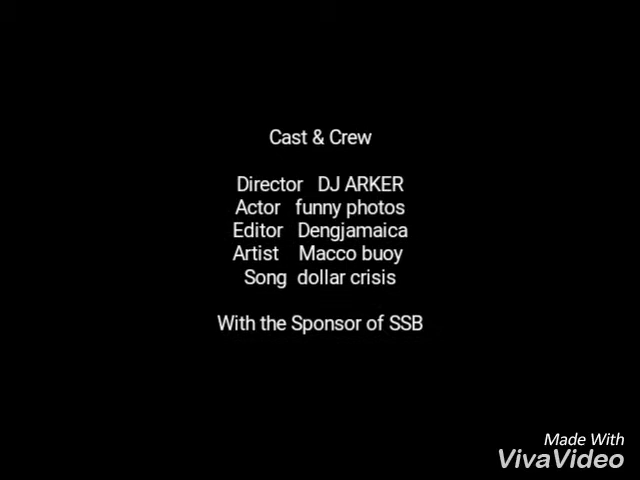 Cast & Crew
Director DJ ARKER
Actor funny photos
Editor Dengjamaica
Artist Macco buoy
Song dollar crisis
With the Sponsor of SSB
Made With
VivaVideo